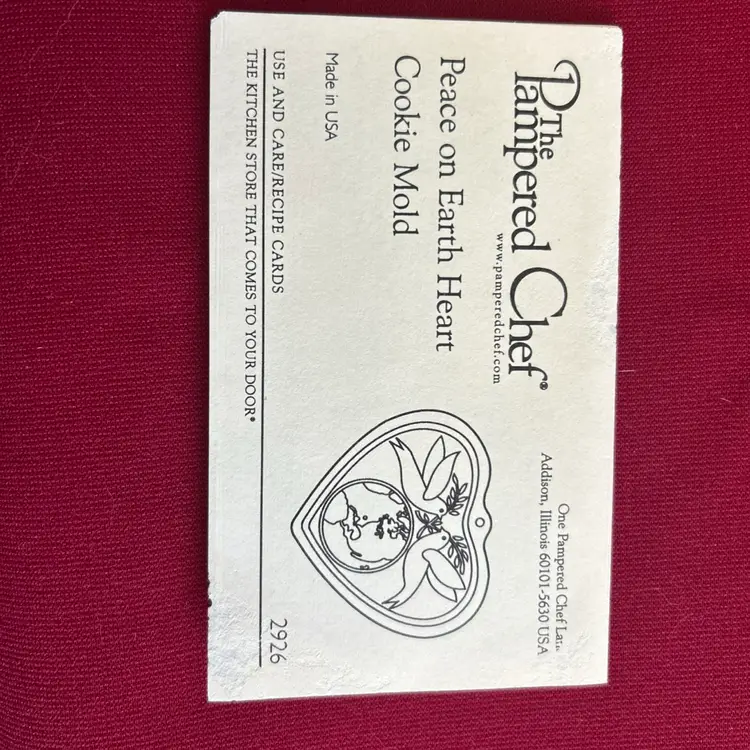 The
Pampered Chef®
www.pamperedchef.com
One Pampered Chef
Addison, Illinois 60101-5630 USA
Peace on Earth Heart
Cookie Mold
Made in USA
USE AND CARE/RECIPE CARDS
2926
THE KITCHEN STORE THAT COMES TO YOUR DOOR®